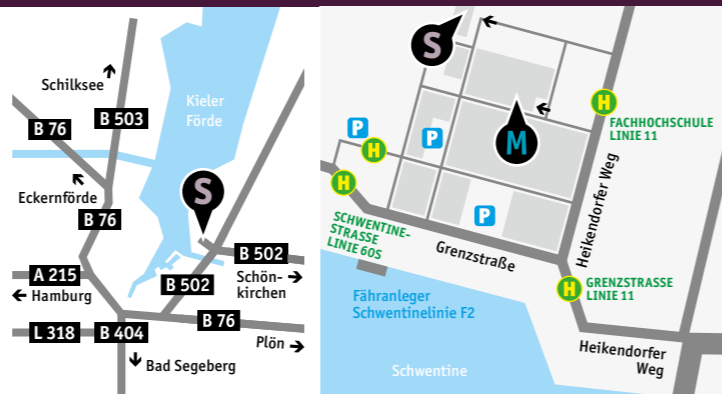 Schilksee
B 76
B 503
Kieler
Förde
Eckernförde
B 76
S
B 502
Schön-
kirchen
A 215
Hamburg
B 502
B 76
L 318
B 404
Plön
Bad Segeberg
S
M
H
FACHHOCHSCHULE
LINIE 11
P
P
H
H
P
Heikendorfer Weg
SCHWENTINE-
STRASSE
LINIE 60S
Grenzstraße
H
GRENZSTRASSE
LINIE 11
Fähranleger
Schwentinelinie F2
Heikendorfer
Weg
Schwentine